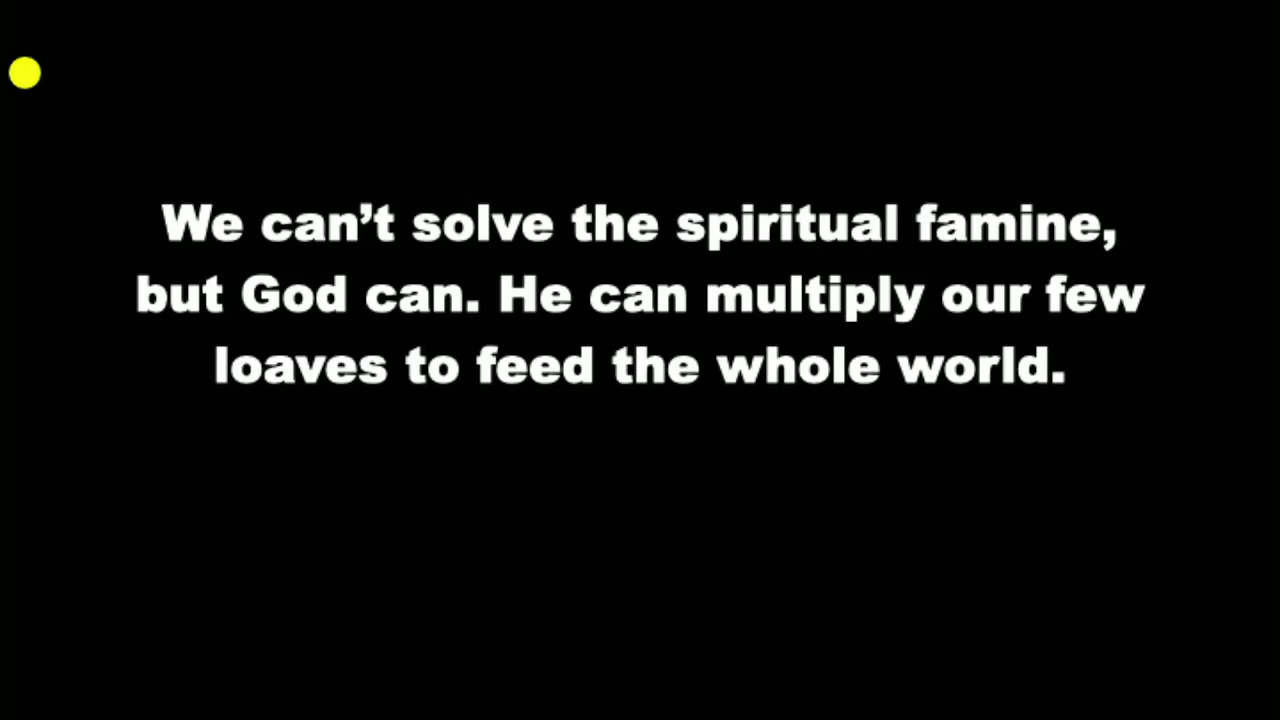 We can’t solve the spiritual famine,
but God can. He can multiply our few
loaves to feed the whole world.